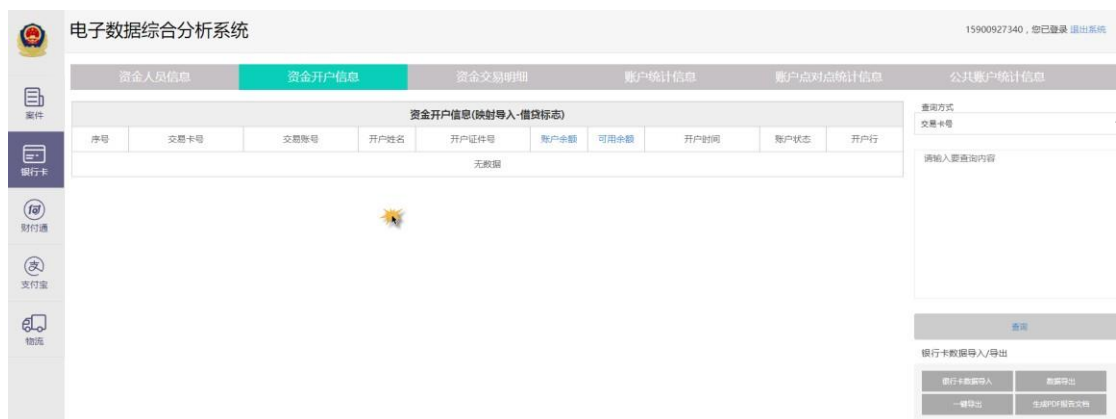 电子数据综合分析系统
15900927340，您已登录 退出系统
资金人员信息 资金开户信息 资金交易明细 账户统计信息 账户点对点统计信息 公共账户统计信息
案件
银行卡
财付通
支付宝
物流
资金开户信息(映射导入-借贷标志)
序号 交易卡号 交易账号 开户姓名 开户证件号 账户余额 可用余额 开户时间 账户状态 开户行
无数据
查询方式
交易卡号
请输入要查询内容
查询
银行卡数据导入/导出
银行卡数据导入 数据导出
一键导出 生成PDF报告文档